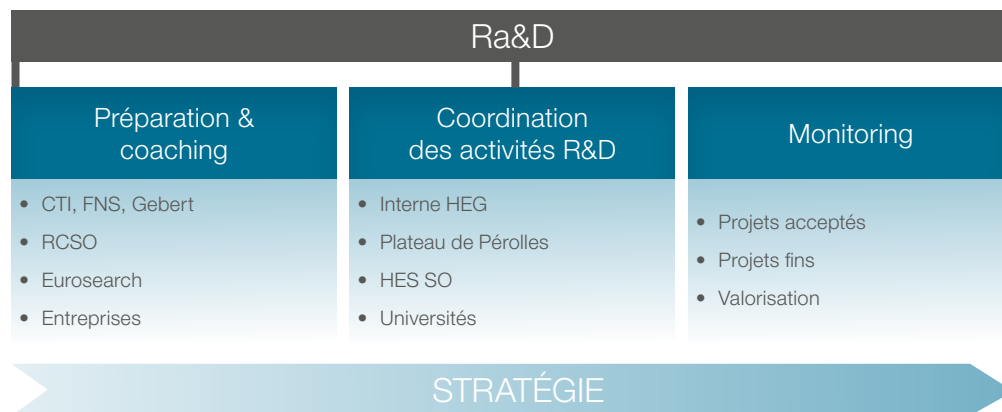 Ra&D
Préparation &
coaching
• CTI, FNS, Gebert
• RCSO
• Eurosearch
• Entreprises
Coordination
des activités R&D
• Interne HEG
• Plateau de Pérolles
• HES SO
• Universités
Monitoring
• Projets acceptés
• Projets fins
• Valorisation
STRATÉGIE